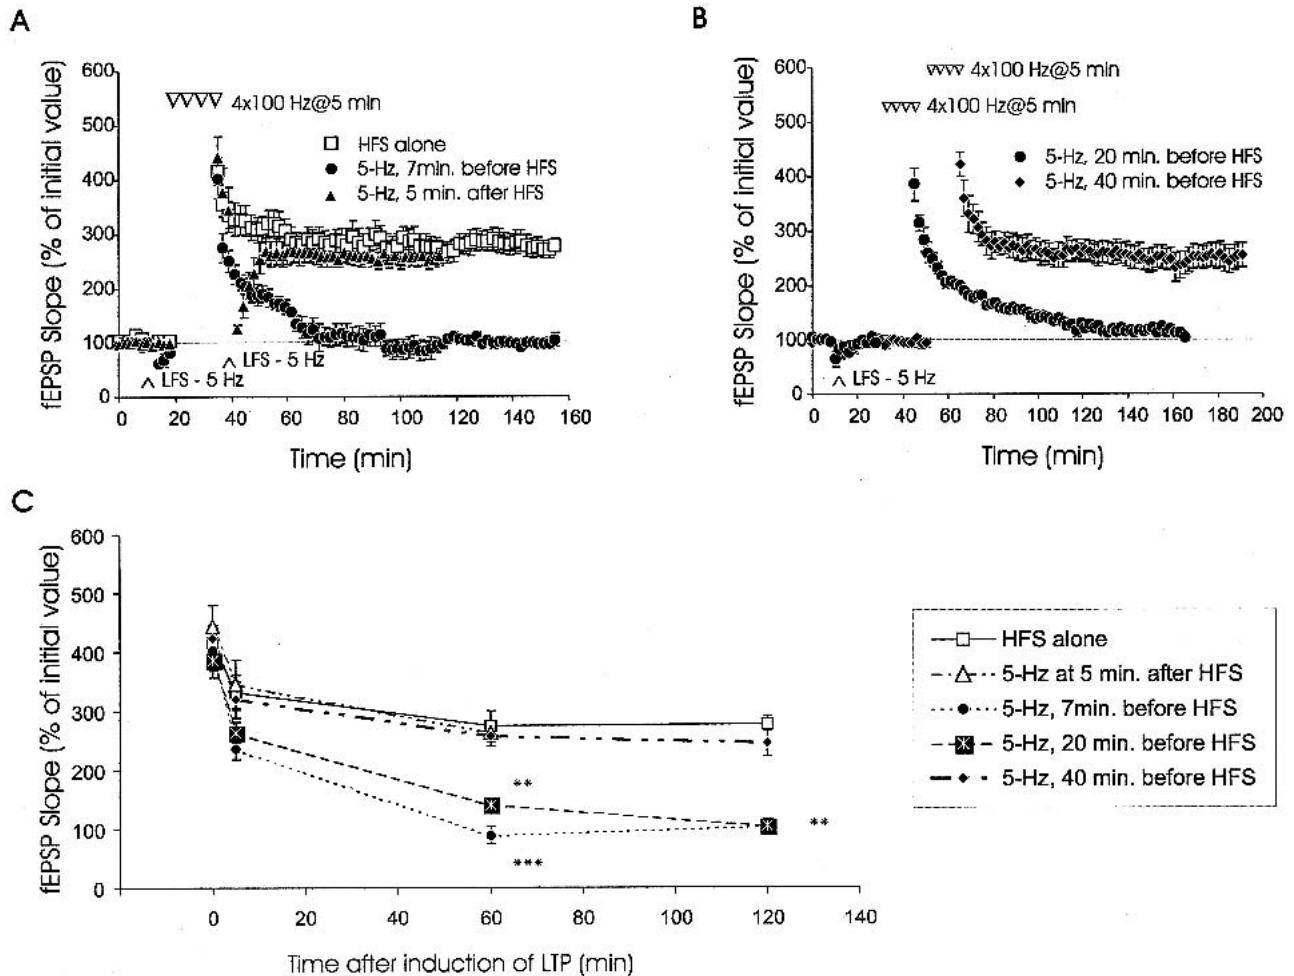 A
fEPSP Slope (% of initial value)
600
500
400
300
200
100
0
4x100 Hz@5 min
HFS alone
5-Hz, 7min. before HFS
5-Hz, 5 min. after HFS
LFS - 5 Hz
LFS - 5 Hz
0 20 40 60 80 100 120 140 160
Time (min)
B
fEPSP Slope (% of initial value)
600
500
400
300
200
100
0
4x100 Hz@5 min
4x100 Hz@5 min
5-Hz, 20 min. before HFS
5-Hz, 40 min. before HFS
LFS - 5 Hz
0 20 40 60 80 100 120 140 160 180 200
Time (min)
C
fEPSP Slope (% of initial value)
600
500
400
300
200
100
0
**
***
**
0 20 40 60 80 100 120 140
Time after induction of LTP (min)
HFS alone
5-Hz at 5 min. after HFS
5-Hz, 7min. before HFS
5-Hz, 20 min. before HFS
5-Hz, 40 min. before HFS